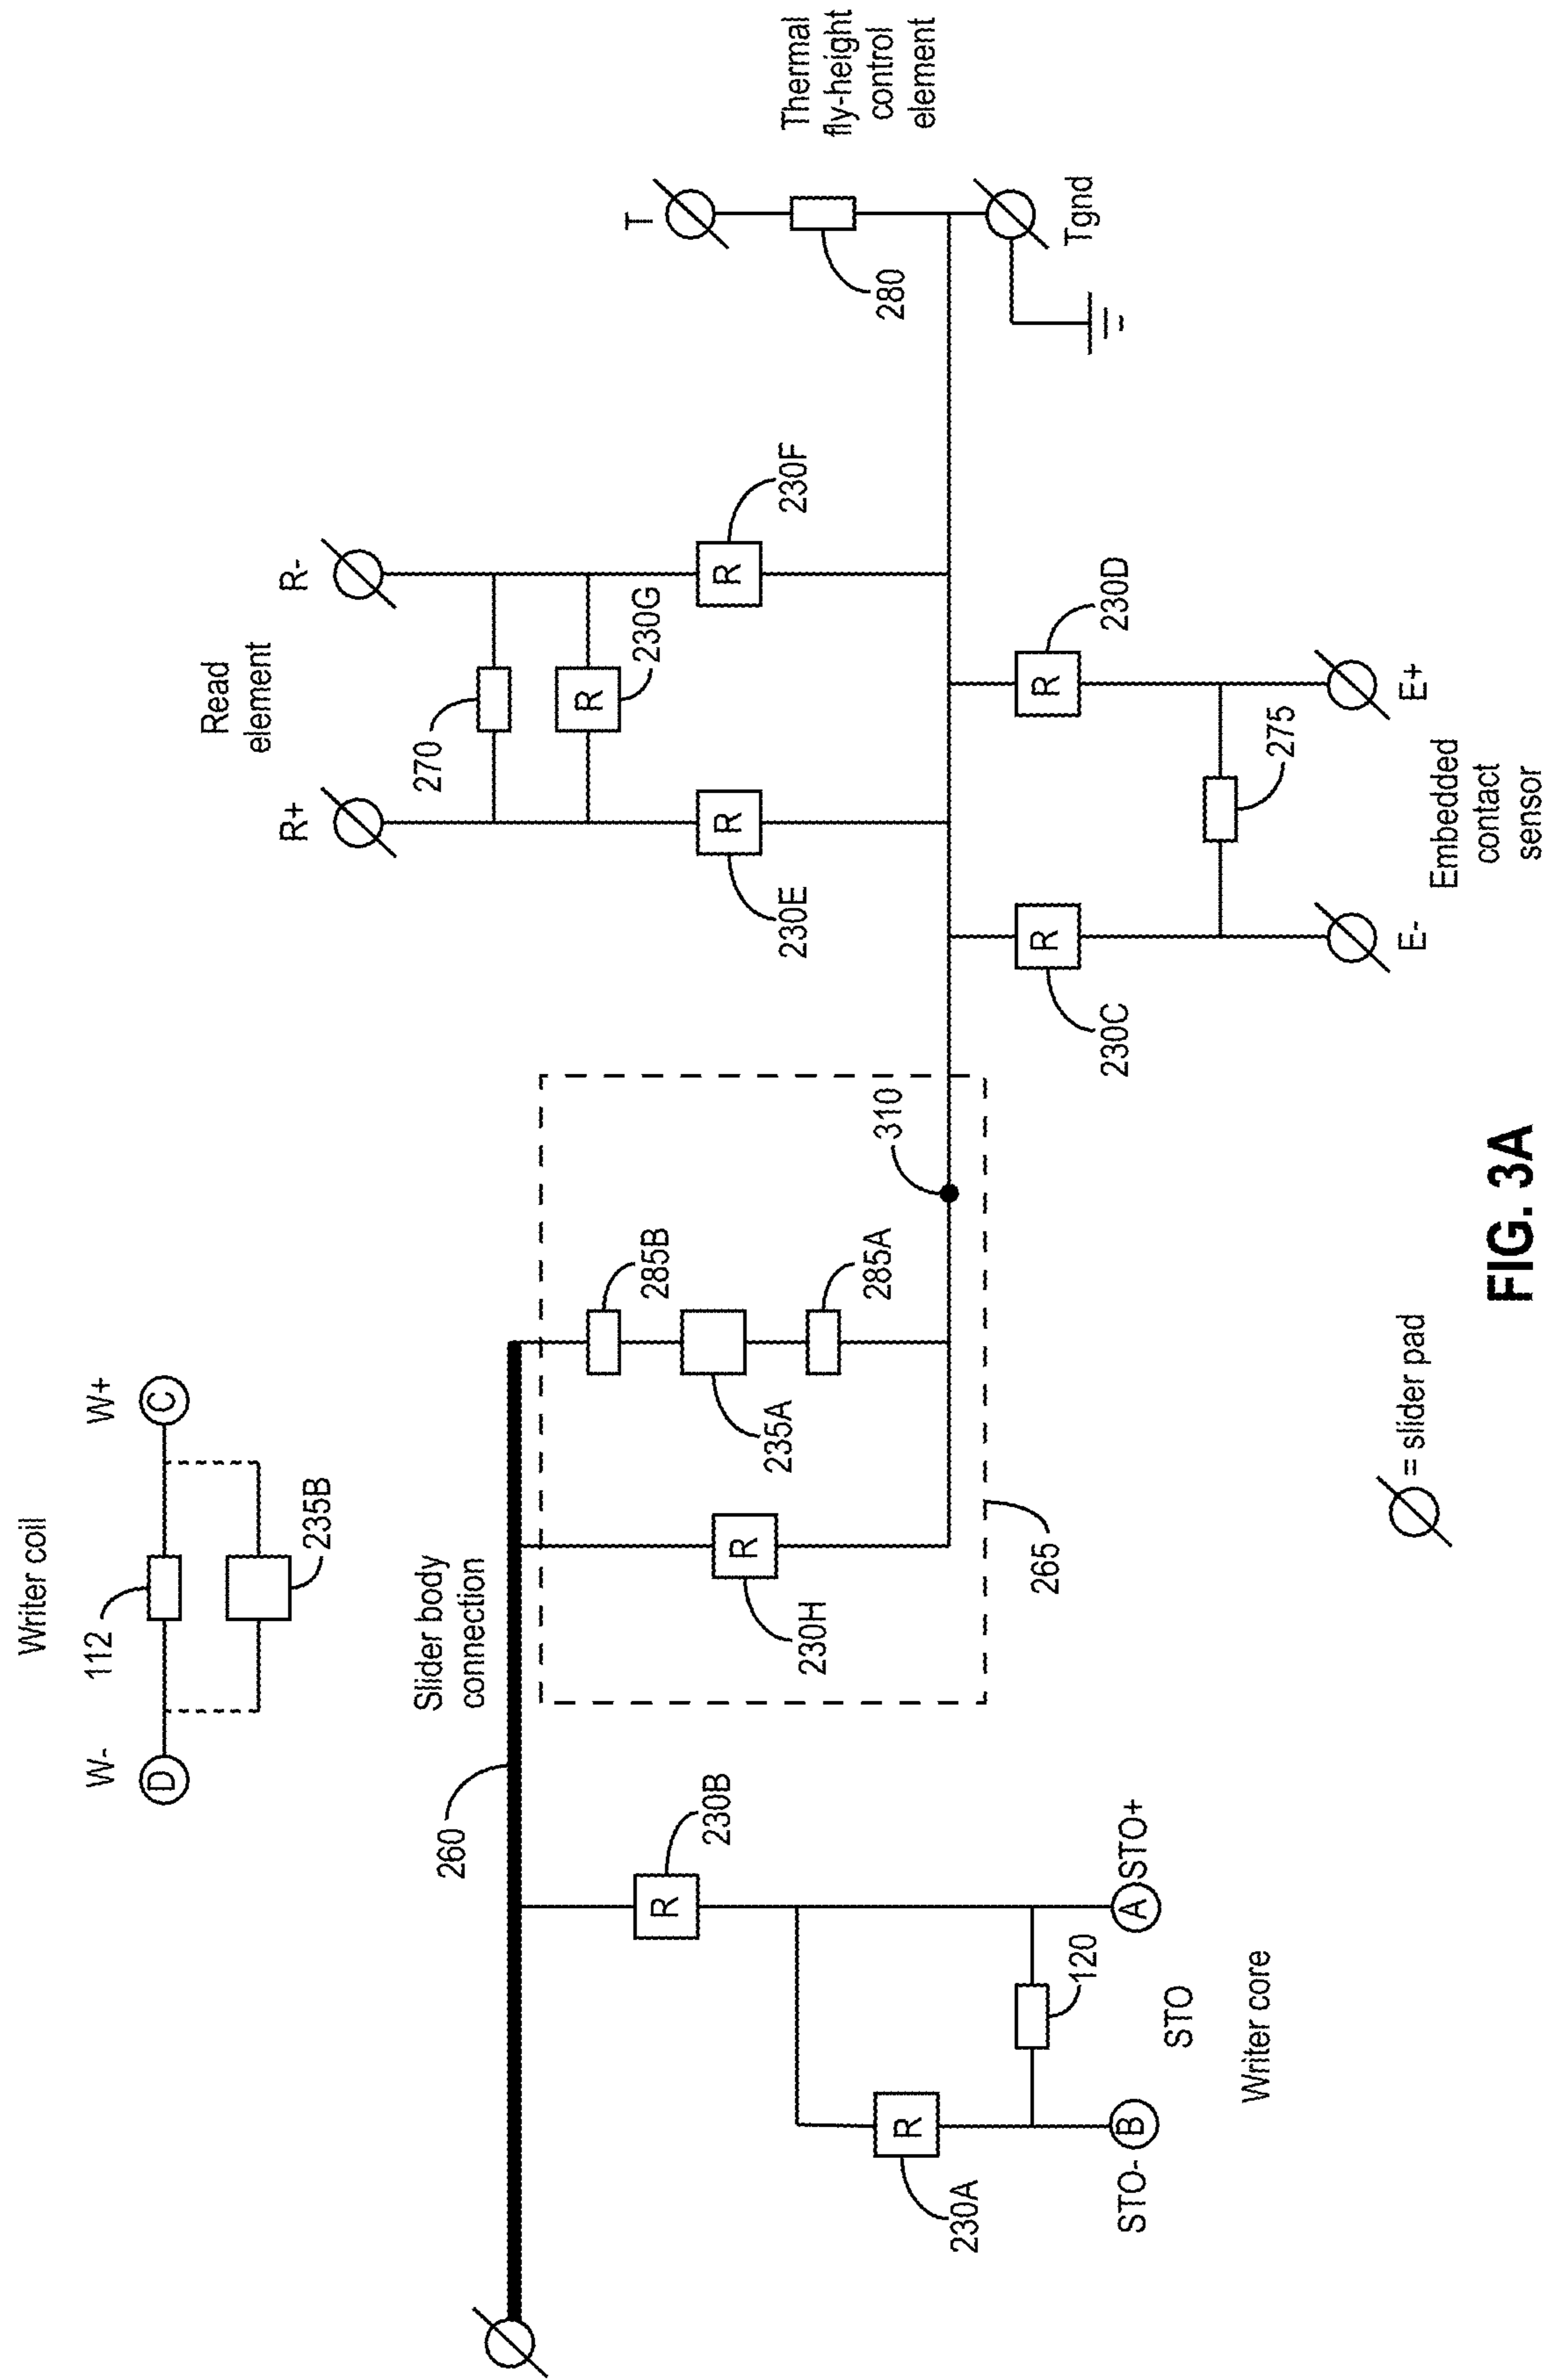 Writer coil
W-
W+
112
D
C
235B
Slider body
connection
260
Read
element
R+
R-
270
R
230G
R
230E
R
230F
T
Thermal
fly-height
control
element
280
Tgnd
R
230B
R
230A
120
STO-
B
A
STO+
STO
Writer core
R
230H
285B
235A
285A
310
265
R
230C
R
230D
275
E-
E+
Embedded
contact
sensor
= slider pad
FIG. 3A